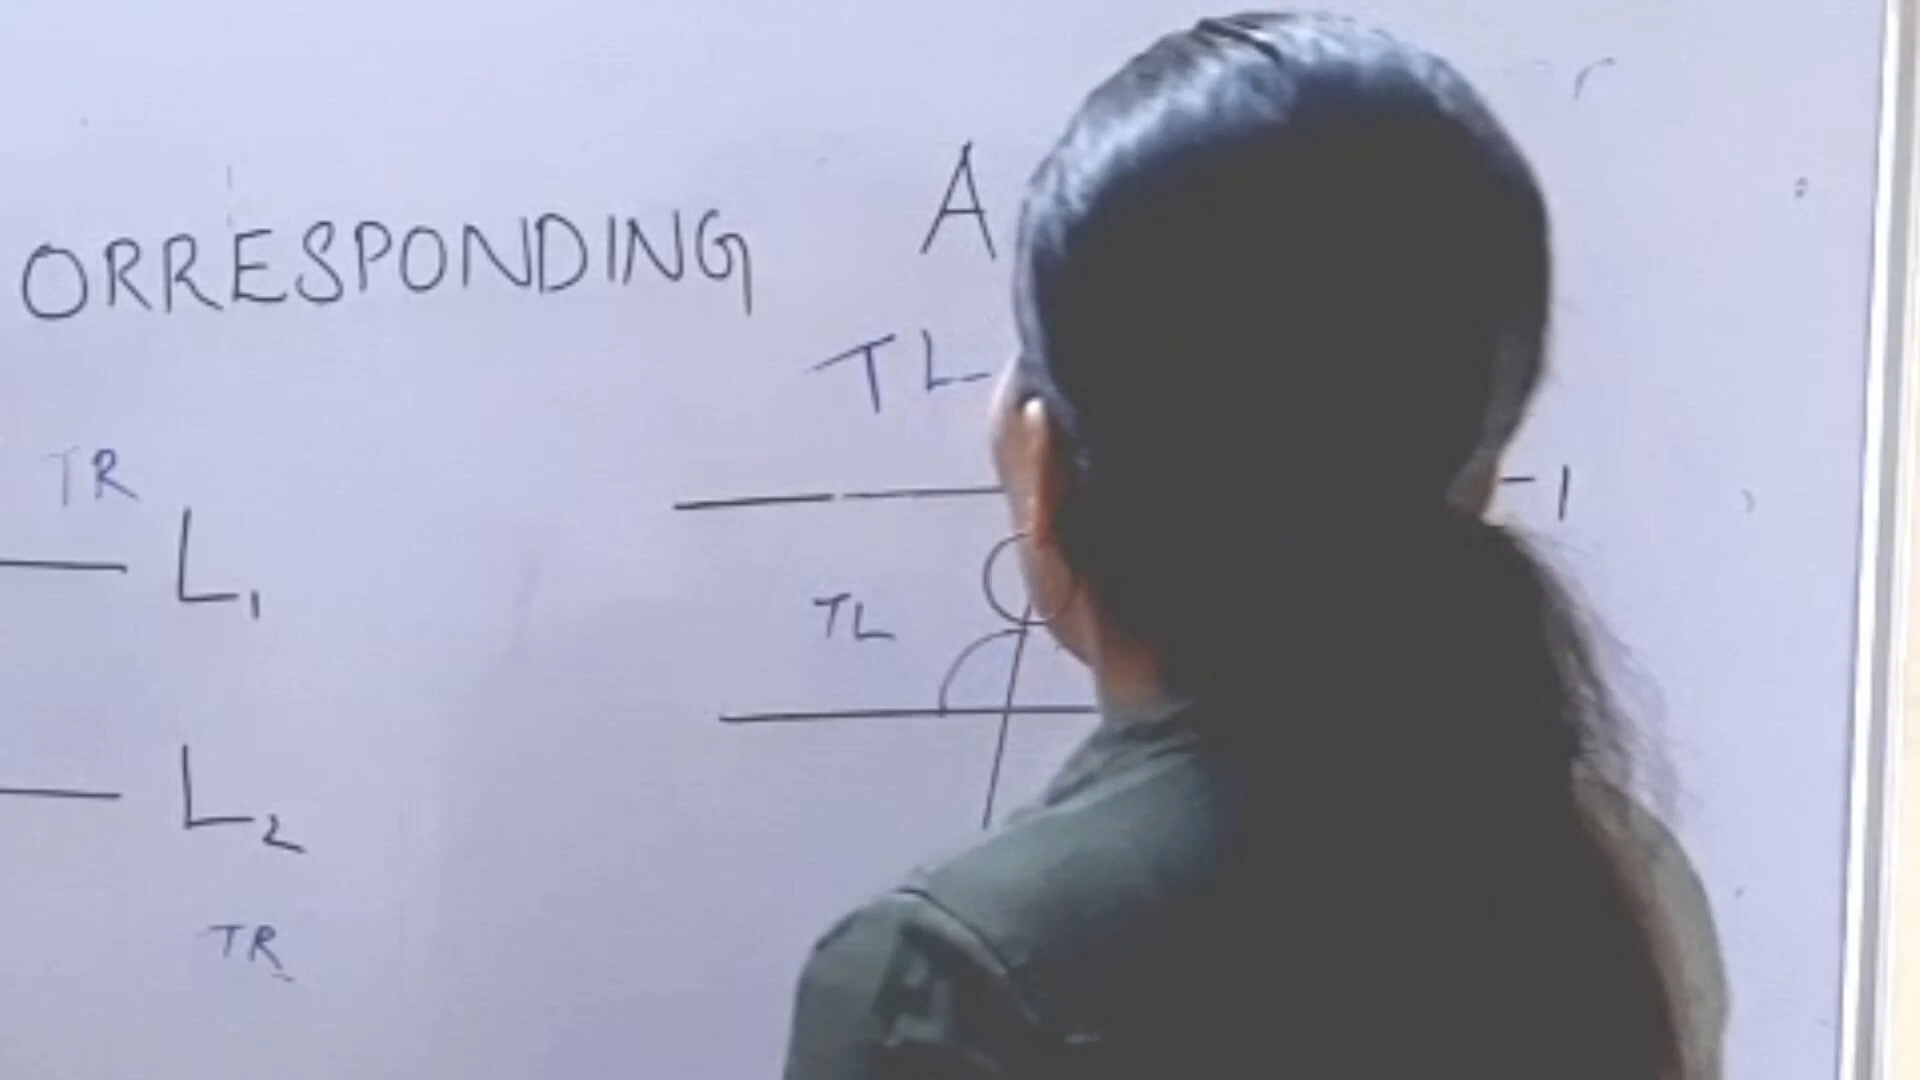 ORRESPONDING A
TL
TR
L1
TL
L2
TR